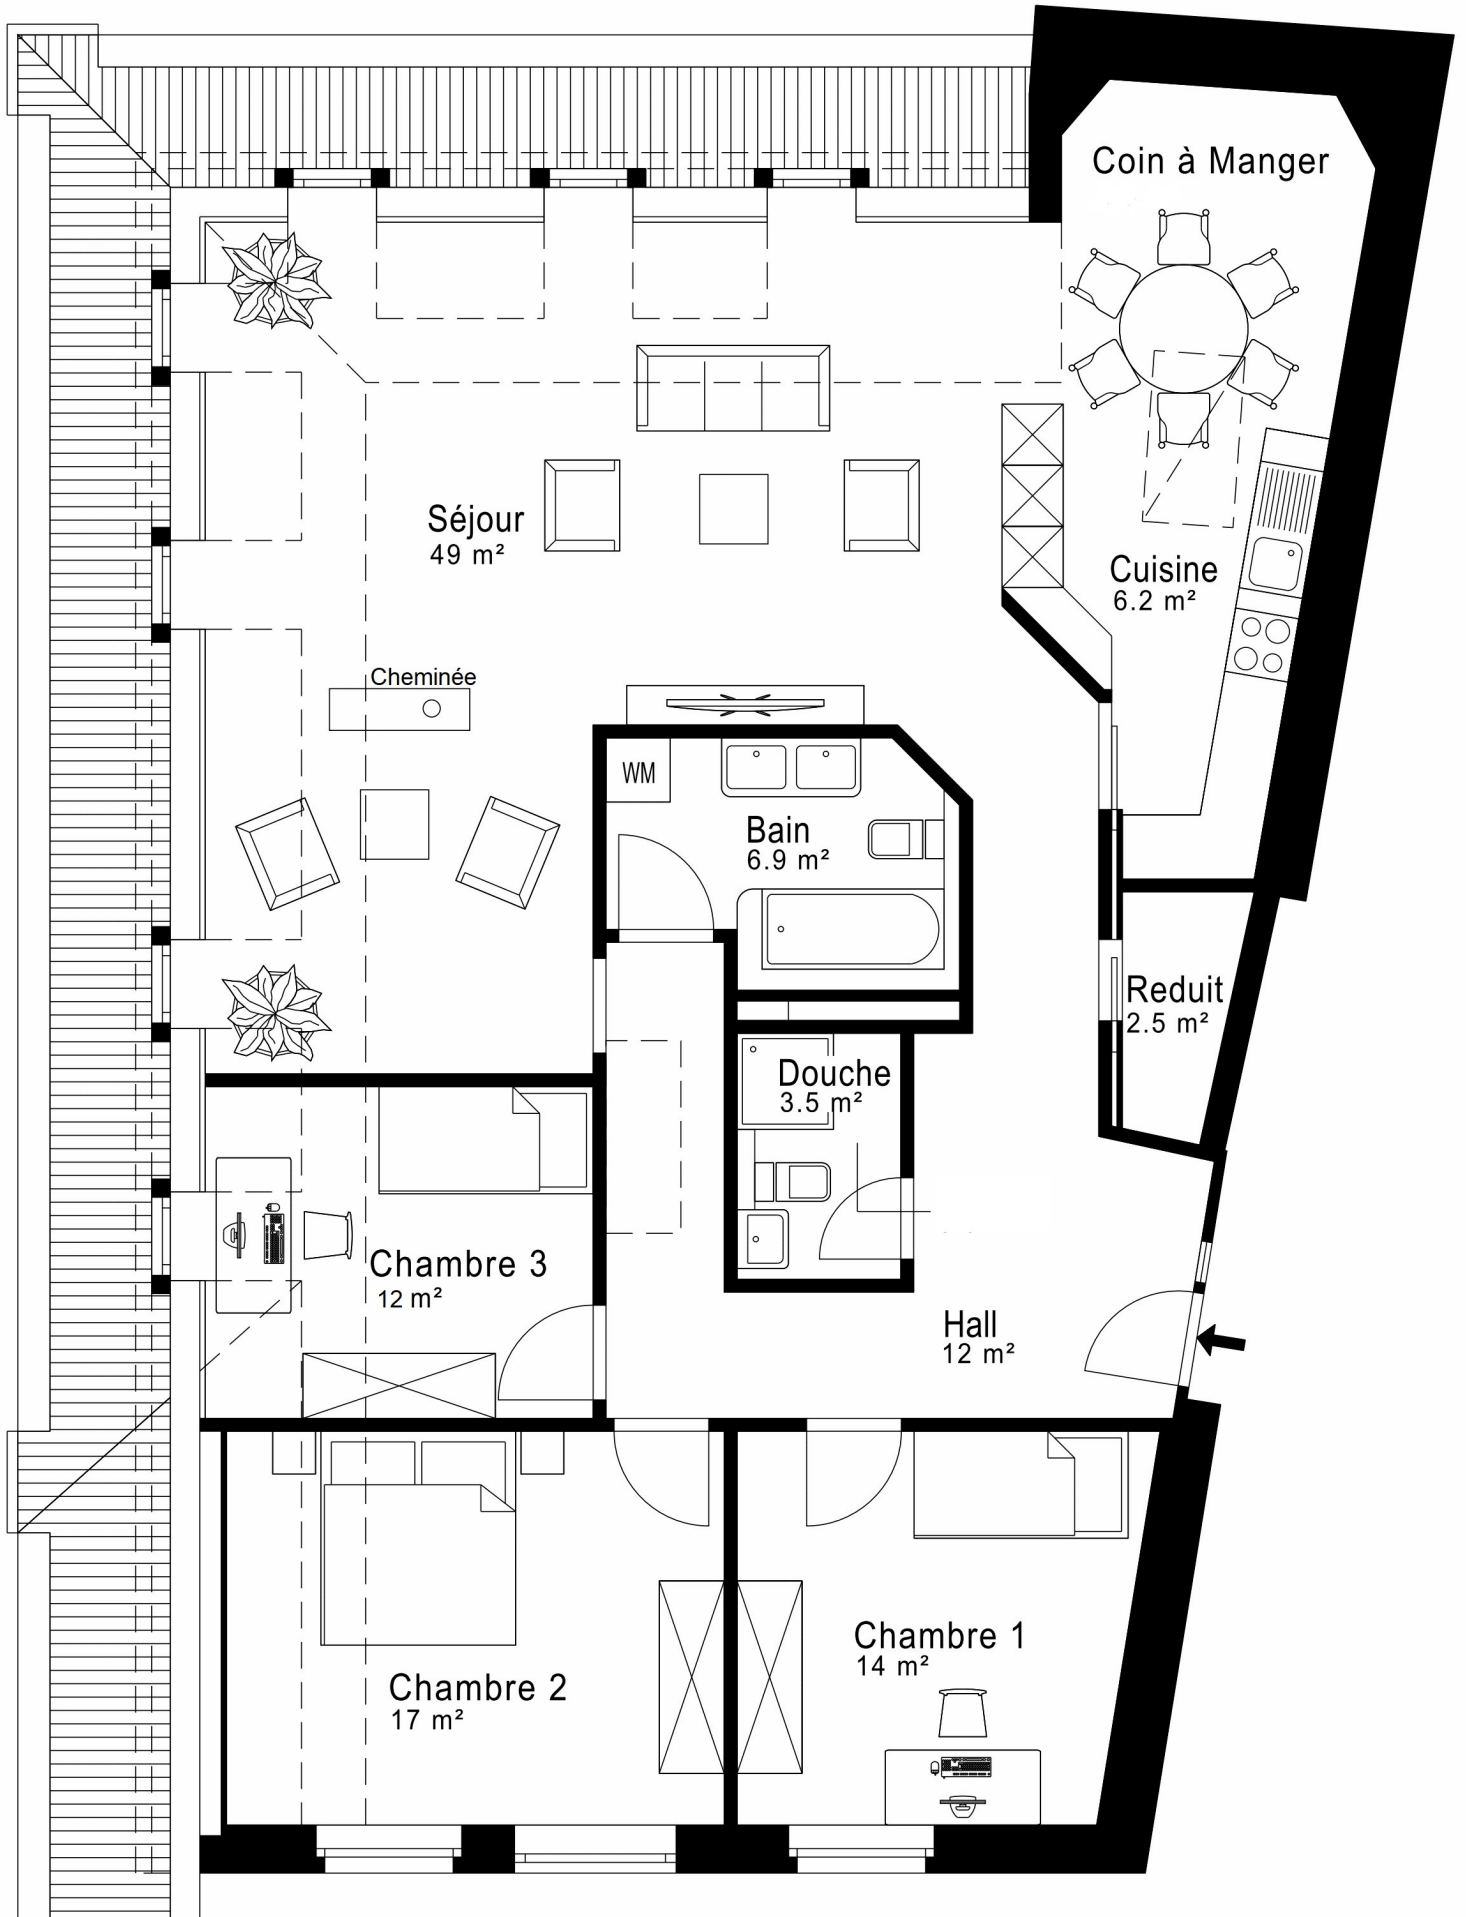 Coin à Manger
Séjour
49 m²
Cuisine
6.2 m²
Cheminée
WM
Bain
6.9 m²
Reduit
2.5 m²
Douche
3.5 m²
Chambre 3
12 m²
Hall
12 m²
Chambre 1
14 m²
Chambre 2
17 m²